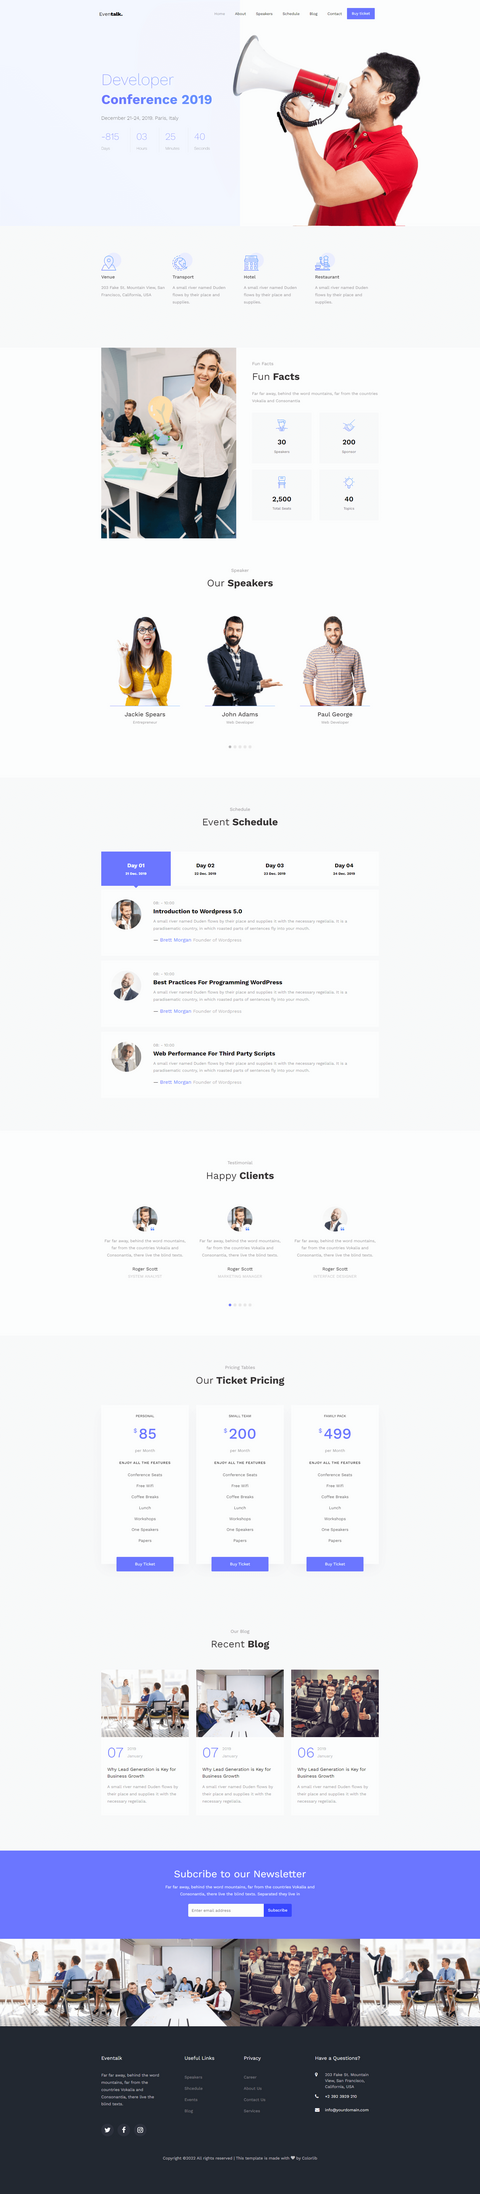 Eventalk.
Home About Speakers Schedule Blog Contact Buy ticket
Developer
Conference 2019
December 21-24, 2019. Paris, Italy
-815 03 25 40
Days Hours Minutes Seconds
Venue
203 Fake St. Mountain View, San
Francisco, California, USA
Transport
A small river named Duden
flows by their place and
supplies.
Hotel
A small river named Duden
flows by their place and
supplies.
Restaurant
A small river named Duden
flows by their place and
supplies.
Fun Facts
Fun Facts
Far far away, behind the word mountains, far from the countries
Vokalia and Consonantia
30
Speakers
200
Sponsor
2,500
Total Seats
40
Topics
Speaker
Our Speakers
Jackie Spears
Entrepreneur
John Adams
Web Developer
Paul George
Web Developer
Schedule
Event Schedule
Day 01
21 Dec. 2019
Day 02
22 Dec. 2019
Day 03
23 Dec. 2019
Day 04
24 Dec. 2019
08: - 10:00
Introduction to Wordpress 5.0
A small river named Duden flows by their place and supplies it with the necessary regelialia. It is a
paradisematic country, in which roasted parts of sentences fly into your mouth.
— Brett Morgan Founder of Wordpress
08: - 10:00
Best Practices For Programming WordPress
A small river named Duden flows by their place and supplies it with the necessary regelialia. It is a
paradisematic country, in which roasted parts of sentences fly into your mouth.
— Brett Morgan Founder of Wordpress
08: - 10:00
Web Performance For Third Party Scripts
A small river named Duden flows by their place and supplies it with the necessary regelialia. It is a
paradisematic country, in which roasted parts of sentences fly into your mouth.
— Brett Morgan Founder of Wordpress
Testimonial
Happy Clients
Far far away, behind the word mountains,
far from the countries Vokalia and
Consonantia, there live the blind texts.
Roger Scott
SYSTEM ANALYST
Far far away, behind the word mountains,
far from the countries Vokalia and
Consonantia, there live the blind texts.
Roger Scott
MARKETING MANAGER
Far far away, behind the word mountains,
far from the countries Vokalia and
Consonantia, there live the blind texts.
Roger Scott
INTERFACE DESIGNER
Pricing Tables
Our Ticket Pricing
PERSONAL
$85
per Month
ENJOY ALL THE FEATURES
Conference Seats
Free Wifi
Coffee Breaks
Lunch
Workshops
One Speakers
Papers
Buy Ticket
SMALL TEAM
$200
per Month
ENJOY ALL THE FEATURES
Conference Seats
Free Wifi
Coffee Breaks
Lunch
Workshops
One Speakers
Papers
Buy Ticket
FAMILY PACK
$499
per Month
ENJOY ALL THE FEATURES
Conference Seats
Free Wifi
Coffee Breaks
Lunch
Workshops
One Speakers
Papers
Buy Ticket
Our Blog
Recent Blog
07
2019
January
Why Lead Generation is Key for
Business Growth
A small river named Duden flows by
their place and supplies it with the
necessary regelialia.
07
2019
January
Why Lead Generation is Key for
Business Growth
A small river named Duden flows by
their place and supplies it with the
necessary regelialia.
06
2019
January
Why Lead Generation is Key for
Business Growth
A small river named Duden flows by
their place and supplies it with the
necessary regelialia.
Subcribe to our Newsletter
Far far away, behind the word mountains, far from the countries Vokalia and
Consonantia, there live the blind texts. Separated they live in
Enter email address Subscribe
Eventalk
Far far away, behind the word
mountains, far from the
countries Vokalia and
Consonantia, there live the
blind texts.
Useful Links
Speakers
Shcedule
Events
Blog
Privacy
Career
About Us
Contact Us
Services
Have a Questions?
203 Fake St. Mountain
View, San Francisco,
California, USA
+2 392 3929 210
info@yourdomain.com
Copyright ©2022 All rights reserved | This template is made with ♥ by Colorlib